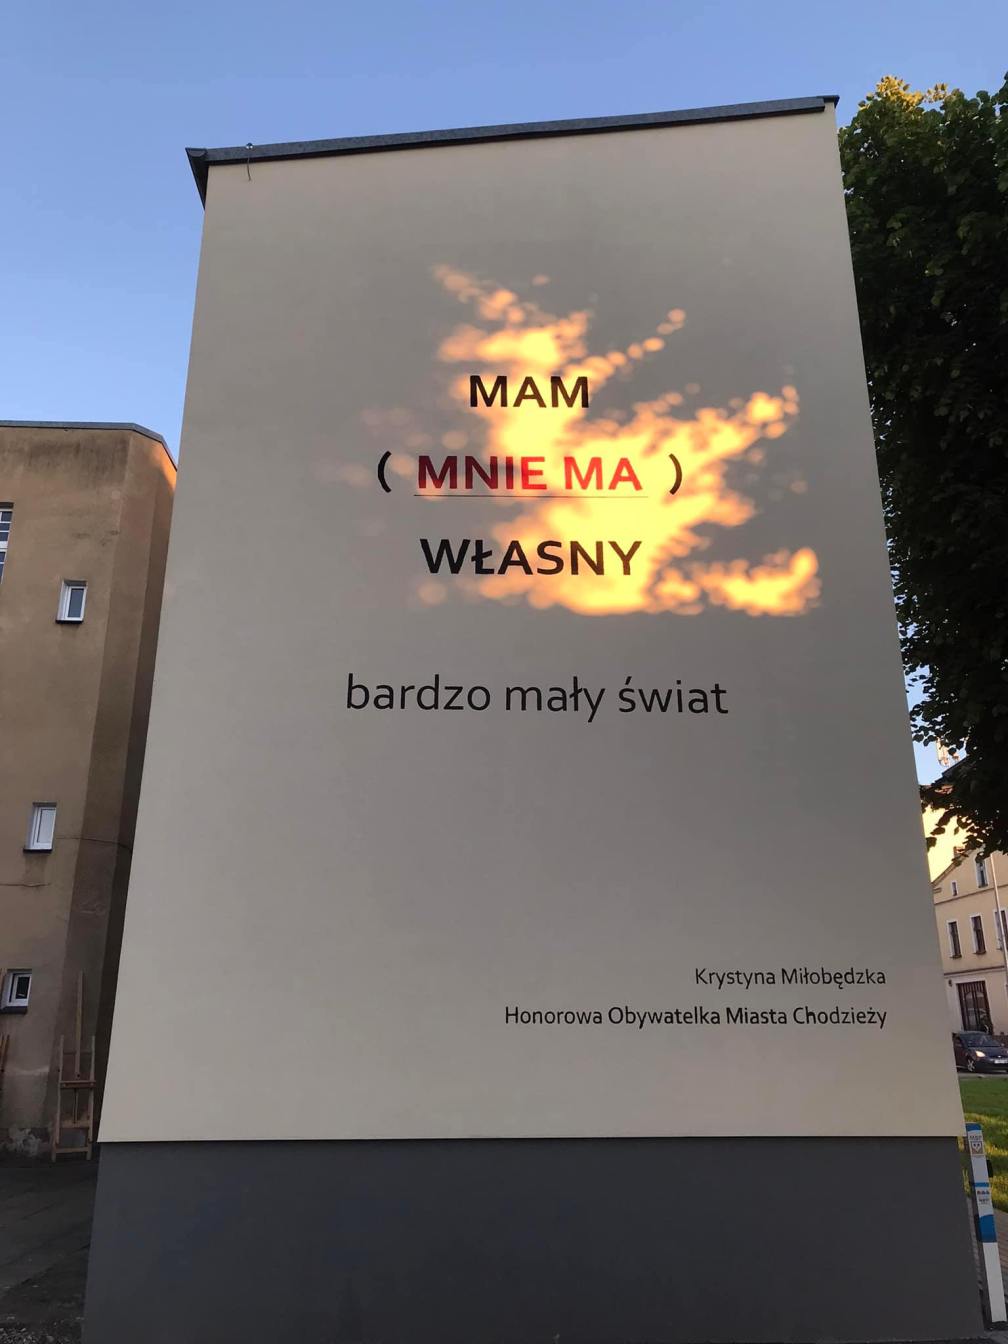 MAM
( MNIE MA )
WŁASNY
bardzo mały świat
Krystyna Miłobędzka
Honorowa Obywatelka Miasta Chodzieży